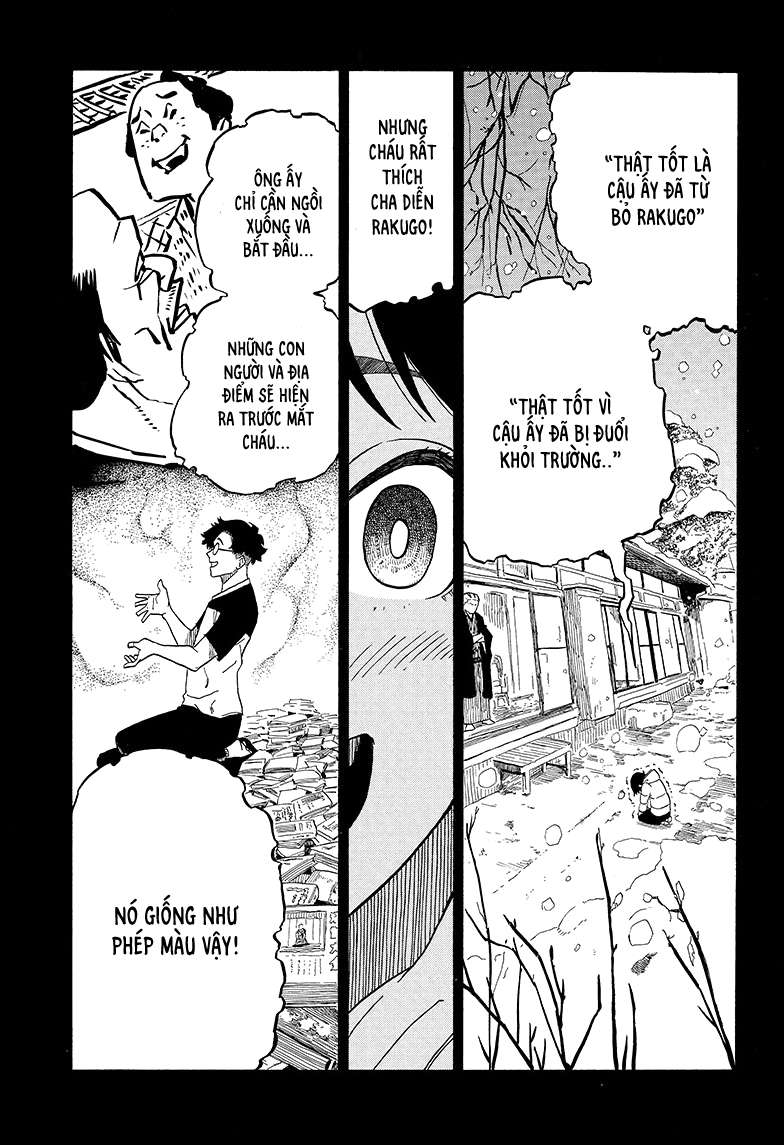 "THẬT TỐT LÀ
CẬU ẤY ĐÃ TỪ
BỎ RAKUGO"
"THẬT TỐT VÌ
CẬU ẤY ĐÃ BỊ ĐUỔI
KHỎI TRƯỜNG.."
NHƯNG
CHÁU RẤT
THÍCH
CHA DIỄN
RAKUGO!
ÔNG ẤY
CHỈ CẦN NGỒI
XUỐNG VÀ
BẮT ĐẦU...
NHỮNG CON
NGƯỜI VÀ ĐỊA
ĐIỂM SẼ HIỆN
RA TRƯỚC MẮT
CHÁU...
NÓ GIỐNG NHƯ
PHÉP MÀU VẬY!